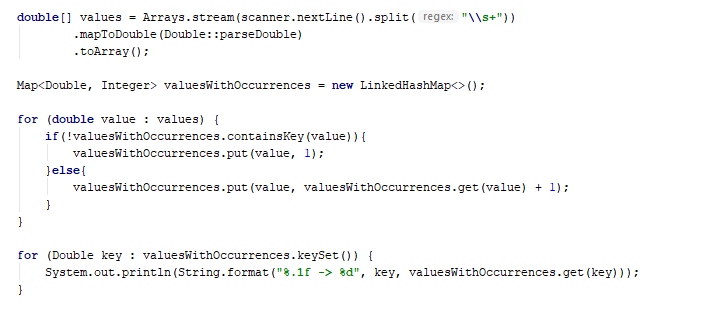 double[] values = Arrays.stream(scanner.nextLine().split( regex: "\\s+"))
        .mapToDouble(Double::parseDouble)
        .toArray();
Map<Double, Integer> valuesWithOccurrences = new LinkedHashMap<>();
for (double value : values) {
    if(!valuesWithOccurrences.containsKey(value)){
        valuesWithOccurrences.put(value, 1);
    }else{
        valuesWithOccurrences.put(value, valuesWithOccurrences.get(value) + 1);
    }
}
for (Double key : valuesWithOccurrences.keySet()) {
    System.out.println(String.format("%.1f -> %d", key, valuesWithOccurrences.get(key)));
}